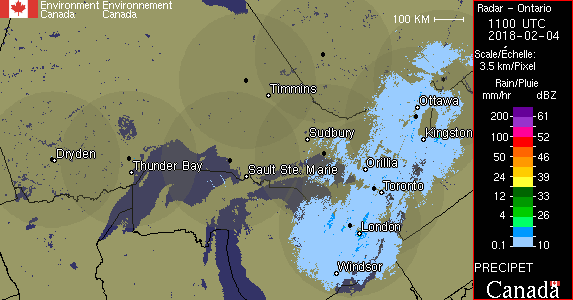 Environment Environnement
Canada Canada
100 KM
Timmins
Ottawa
Sudbury
Kingston
Dryden
Thunder Bay
Sault Ste. Marie
Orillia
Toronto
London
Windsor
Radar - Ontario
1100 UTC
2018-02-04
Scale/Échelle:
3.5 km/Pixel
Rain/Pluie
mm/hr dBZ
200 61
100 52
50 46
24 39
12 33
4 26
0.1 10
PRECIPET
Canada